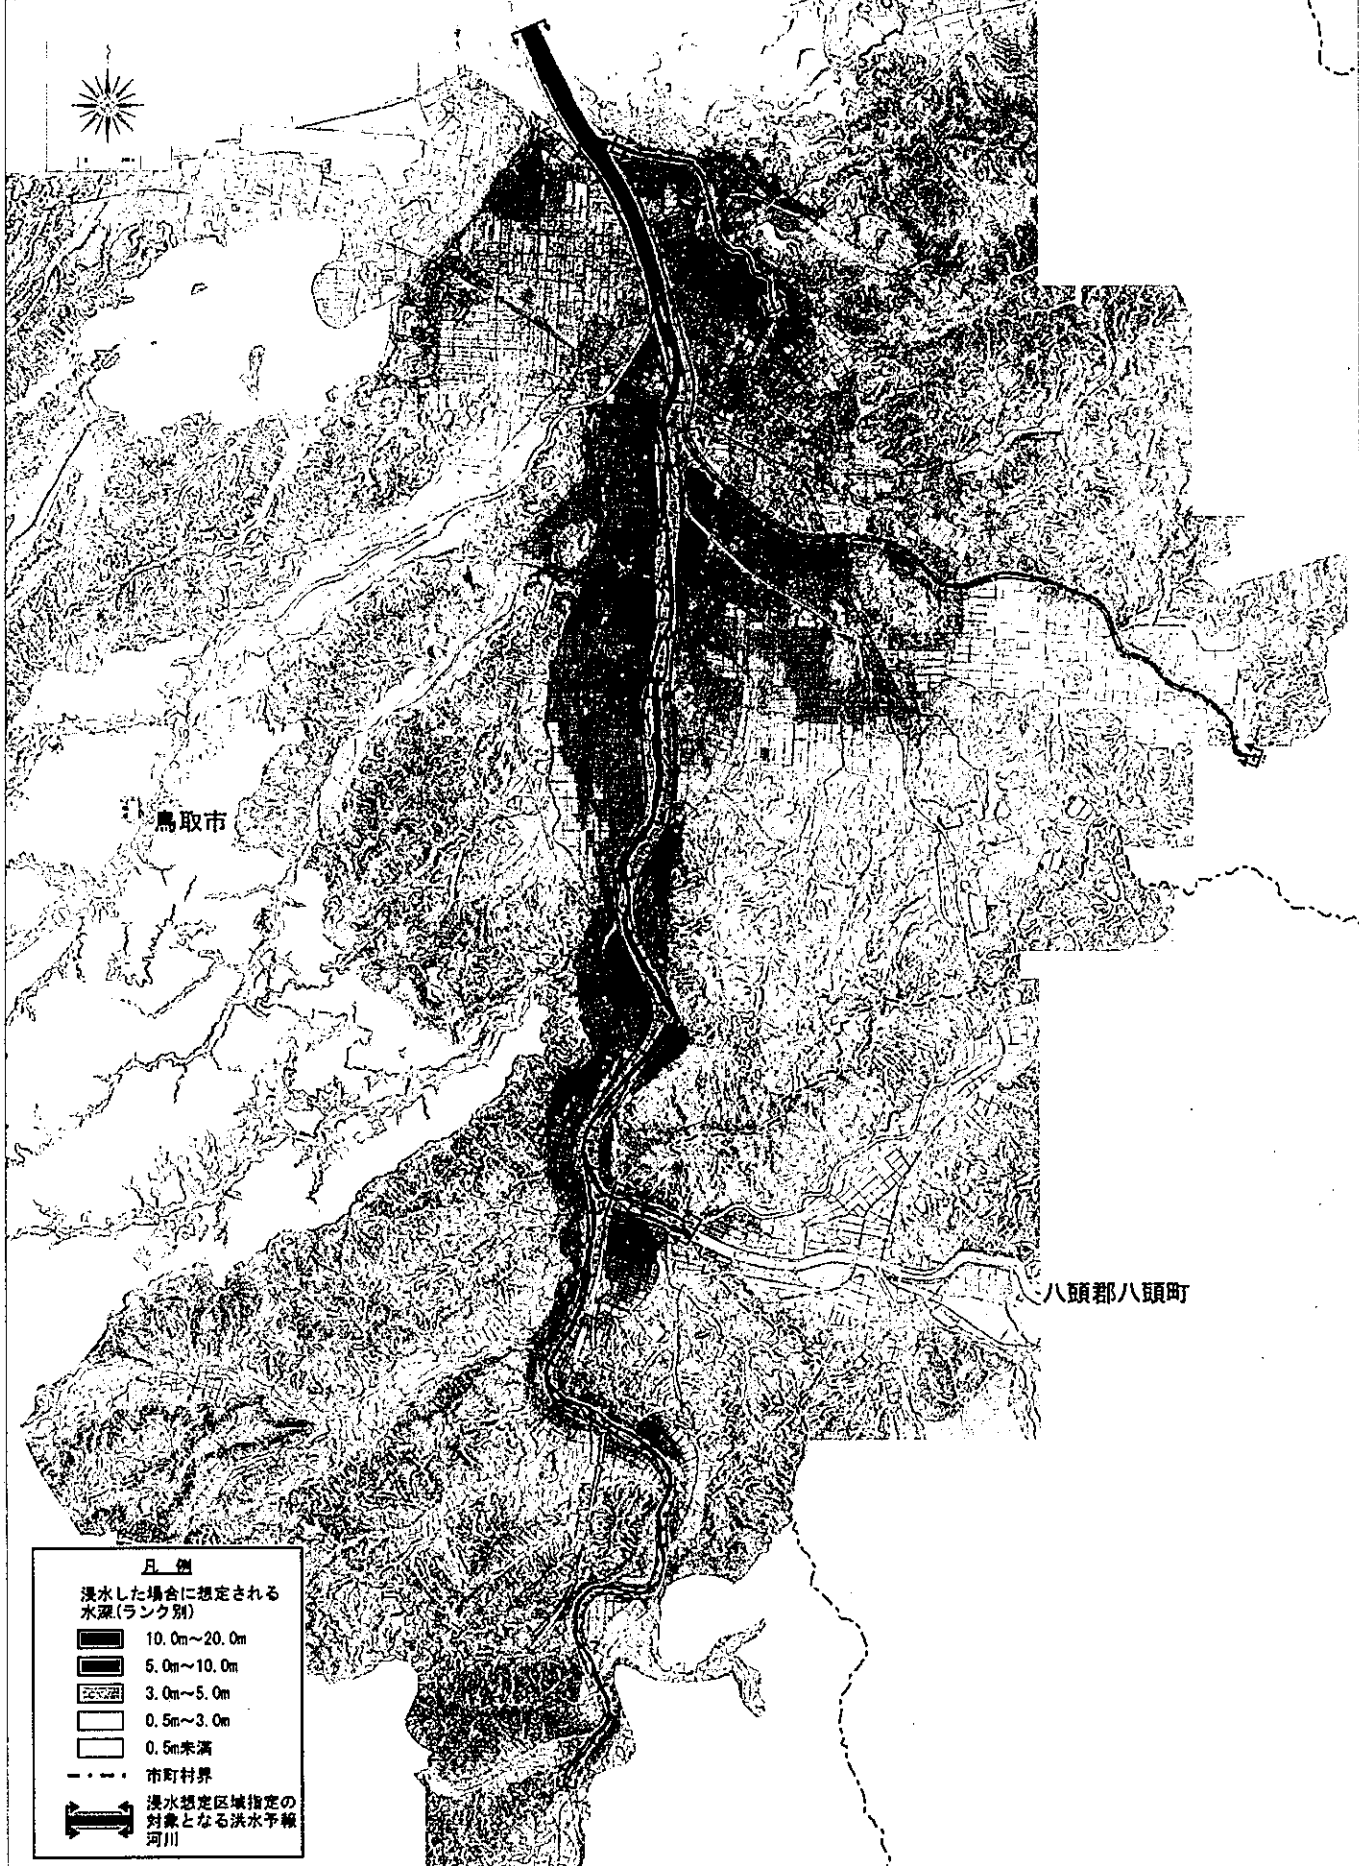 鳥取市
八頭郡八頭町
凡 例
浸水した場合に想定される
水深(ランク別)
10.0m～20.0m
5.0m～10.0m
3.0m～5.0m
0.5m～3.0m
0.5m未満
市町村界
浸水想定区域指定の
対象となる洪水予報
河川